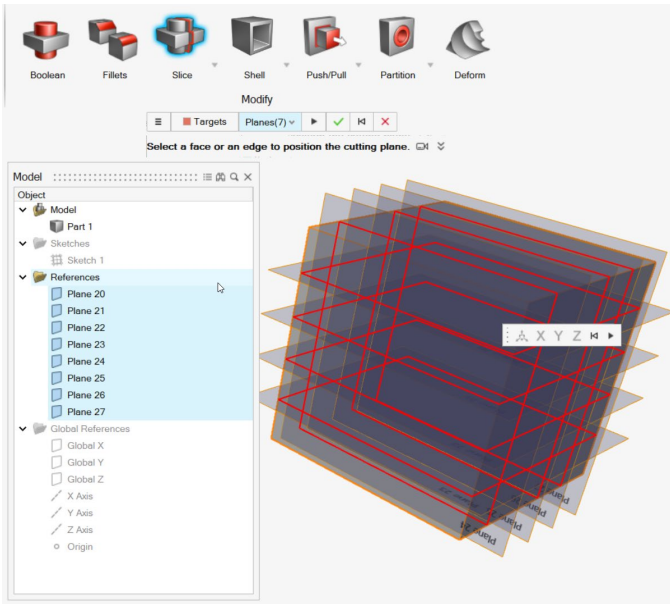 Boolean Fillets Slice Shell Push/Pull Partition Deform
Modify
Targets Planes(7)
Select a face or an edge to position the cutting plane.
Model
Object
Model
Part 1
Sketches
Sketch 1
References
Plane 20
Plane 21
Plane 22
Plane 23
Plane 24
Plane 25
Plane 26
Plane 27
Global References
Global X
Global Y
Global Z
X Axis
Y Axis
Z Axis
Origin
X Y Z
Plane 24